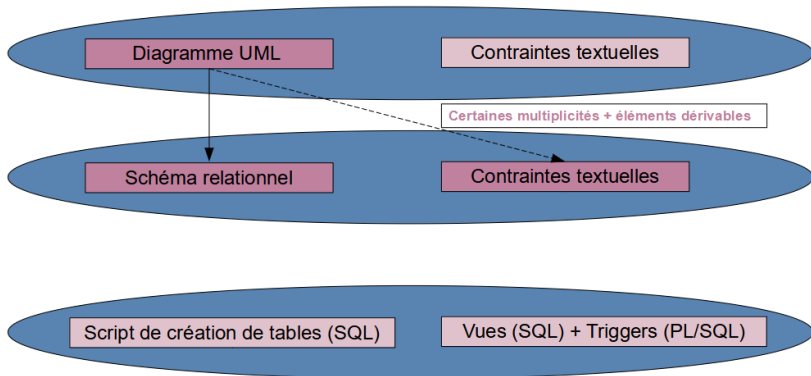 Diagramme UML
Contraintes textuelles
Certaines multiplicités + éléments dérivables
Schéma relationnel
Contraintes textuelles
Script de création de tables (SQL)
Vues (SQL) + Triggers (PL/SQL)